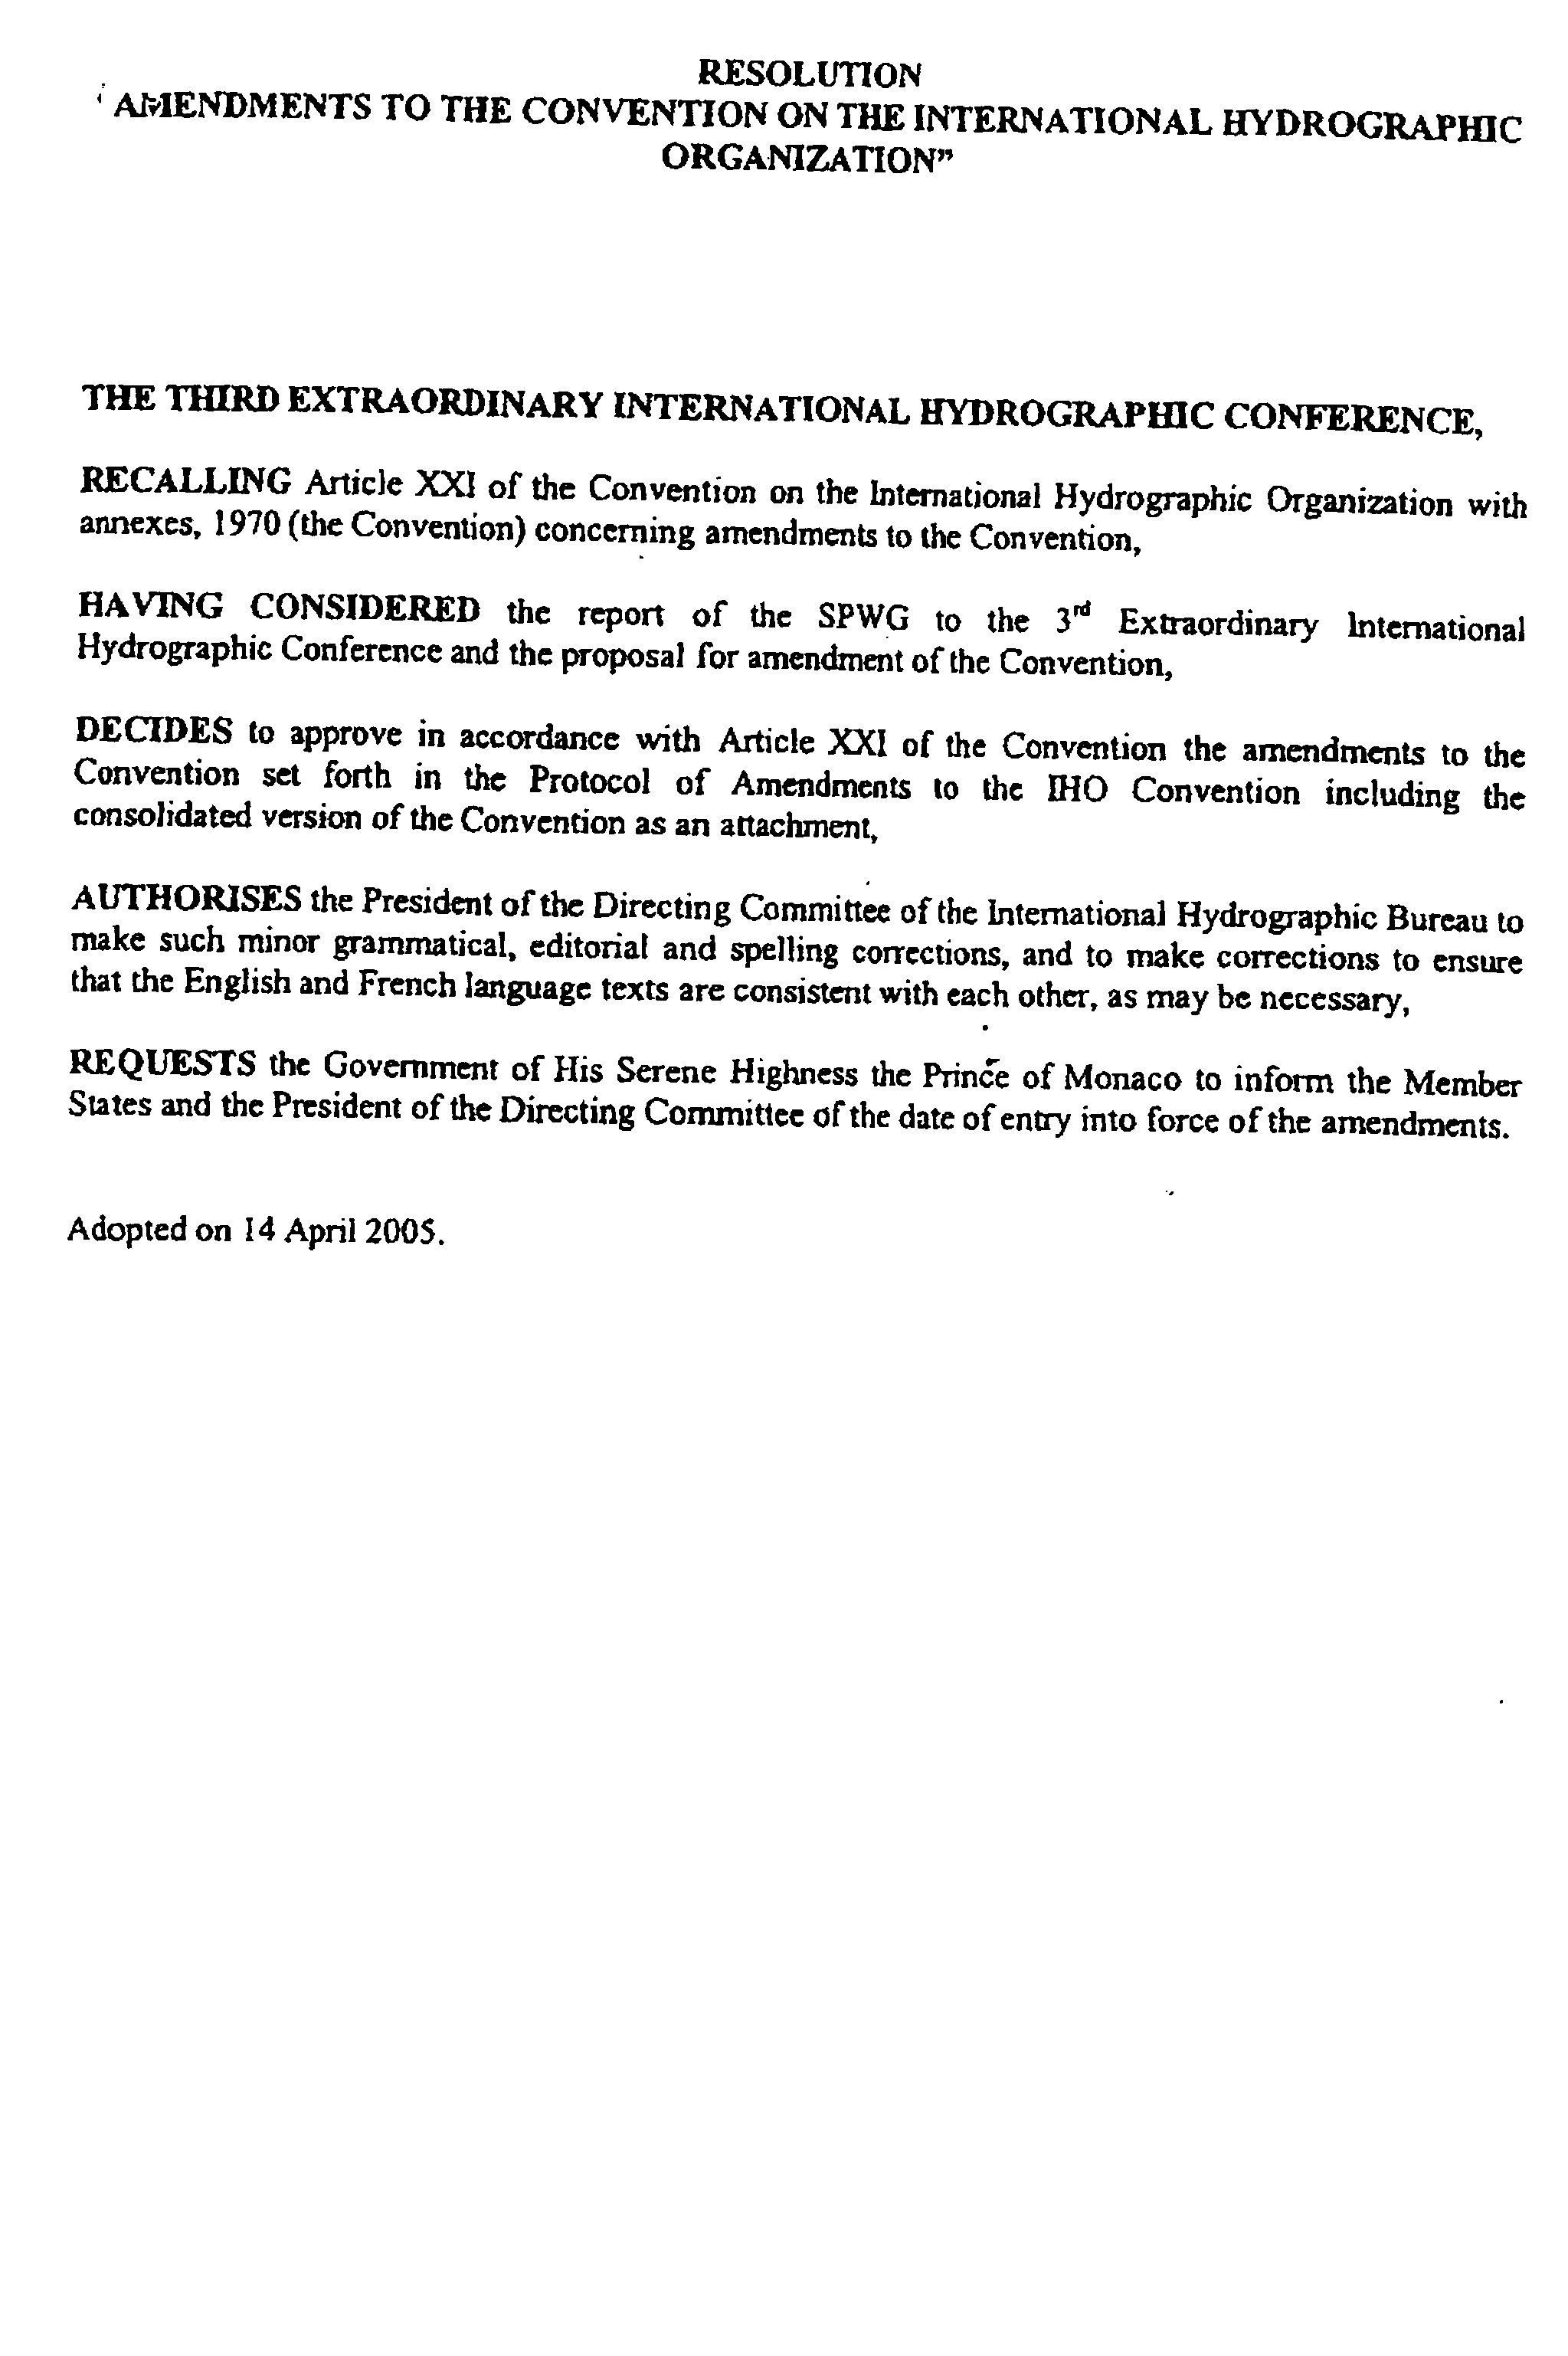 RESOLUTION
‘AMENDMENTS TO THE CONVENTION ON THE INTERNATIONAL HYDROGRAPHIC
ORGANIZATION”
THE THIRD EXTRAORDINARY INTERNATIONAL HYDROGRAPHIC CONFERENCE,
RECALLING Article XXI of the Convention on the International Hydrographic Organization with
annexes, 1970 (the Convention) concerning amendments to the Convention,
HAVING CONSIDERED the report of the SPWG to the 3rd Extraordinary International
Hydrographic Conference and the proposal for amendment of the Convention,
DECIDES to approve in accordance with Article XXI of the Convention the amendments to the
Convention set forth in the Protocol of Amendments to the IHO Convention including the
consolidated version of the Convention as an attachment,
AUTHORISES the President of the Directing Committee of the International Hydrographic Bureau to
make such minor grammatical, editorial and spelling corrections, and to make corrections to ensure
that the English and French language texts are consistent with each other, as may be necessary,
REQUESTS the Government of His Serene Highness the Prince of Monaco to inform the Member
States and the President of the Directing Committee of the date of entry into force of the amendments.
Adopted on 14 April 2005.